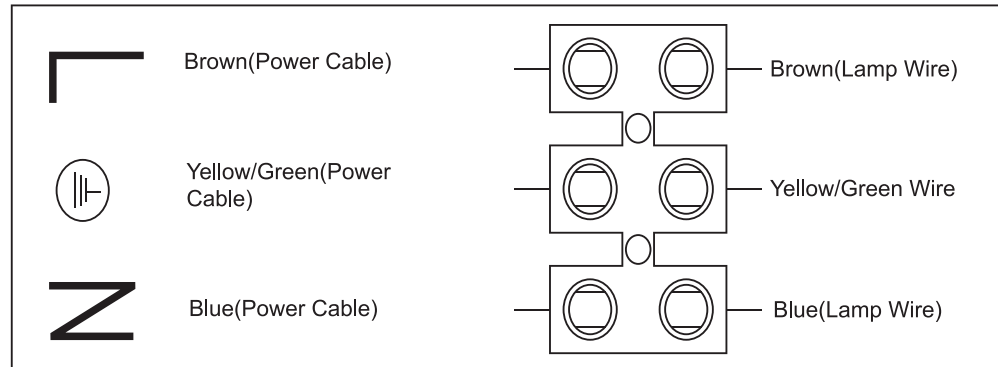 L
Brown(Power Cable)
Brown(Lamp Wire)
Yellow/Green(Power
Cable)
Yellow/Green Wire
N
Blue(Power Cable)
Blue(Lamp Wire)